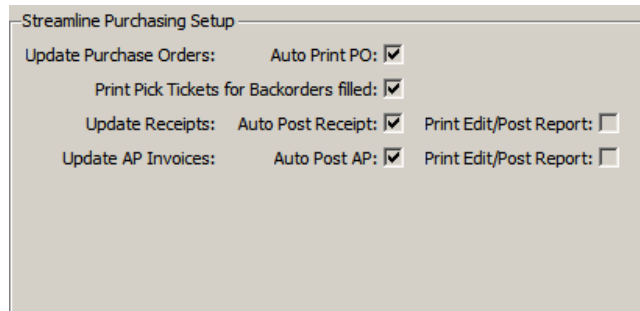 Streamline Purchasing Setup
Update Purchase Orders: Auto Print PO:
Print Pick Tickets for Backorders filled:
Update Receipts: Auto Post Receipt: Print Edit/Post Report:
Update AP Invoices: Auto Post AP: Print Edit/Post Report: